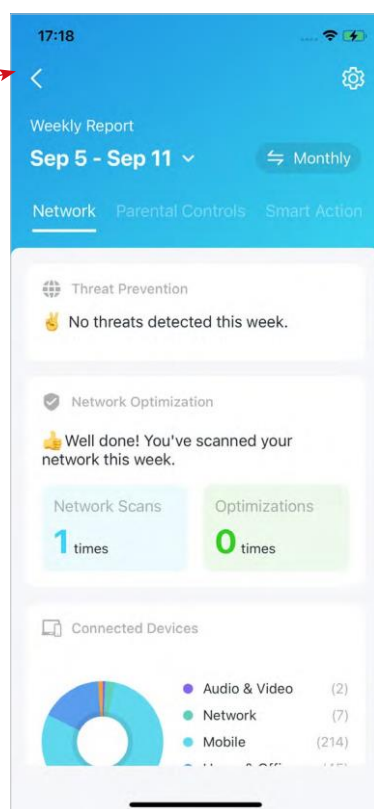 17:18
Weekly Report
Sep 5 - Sep 11
Monthly
Network Parental Controls Smart Action
Threat Prevention
✌️ No threats detected this week.
Network Optimization
👍Well done! You've scanned your
network this week.
Network Scans
1 times
Optimizations
0 times
Connected Devices
Audio & Video (2)
Network (7)
Mobile (214)